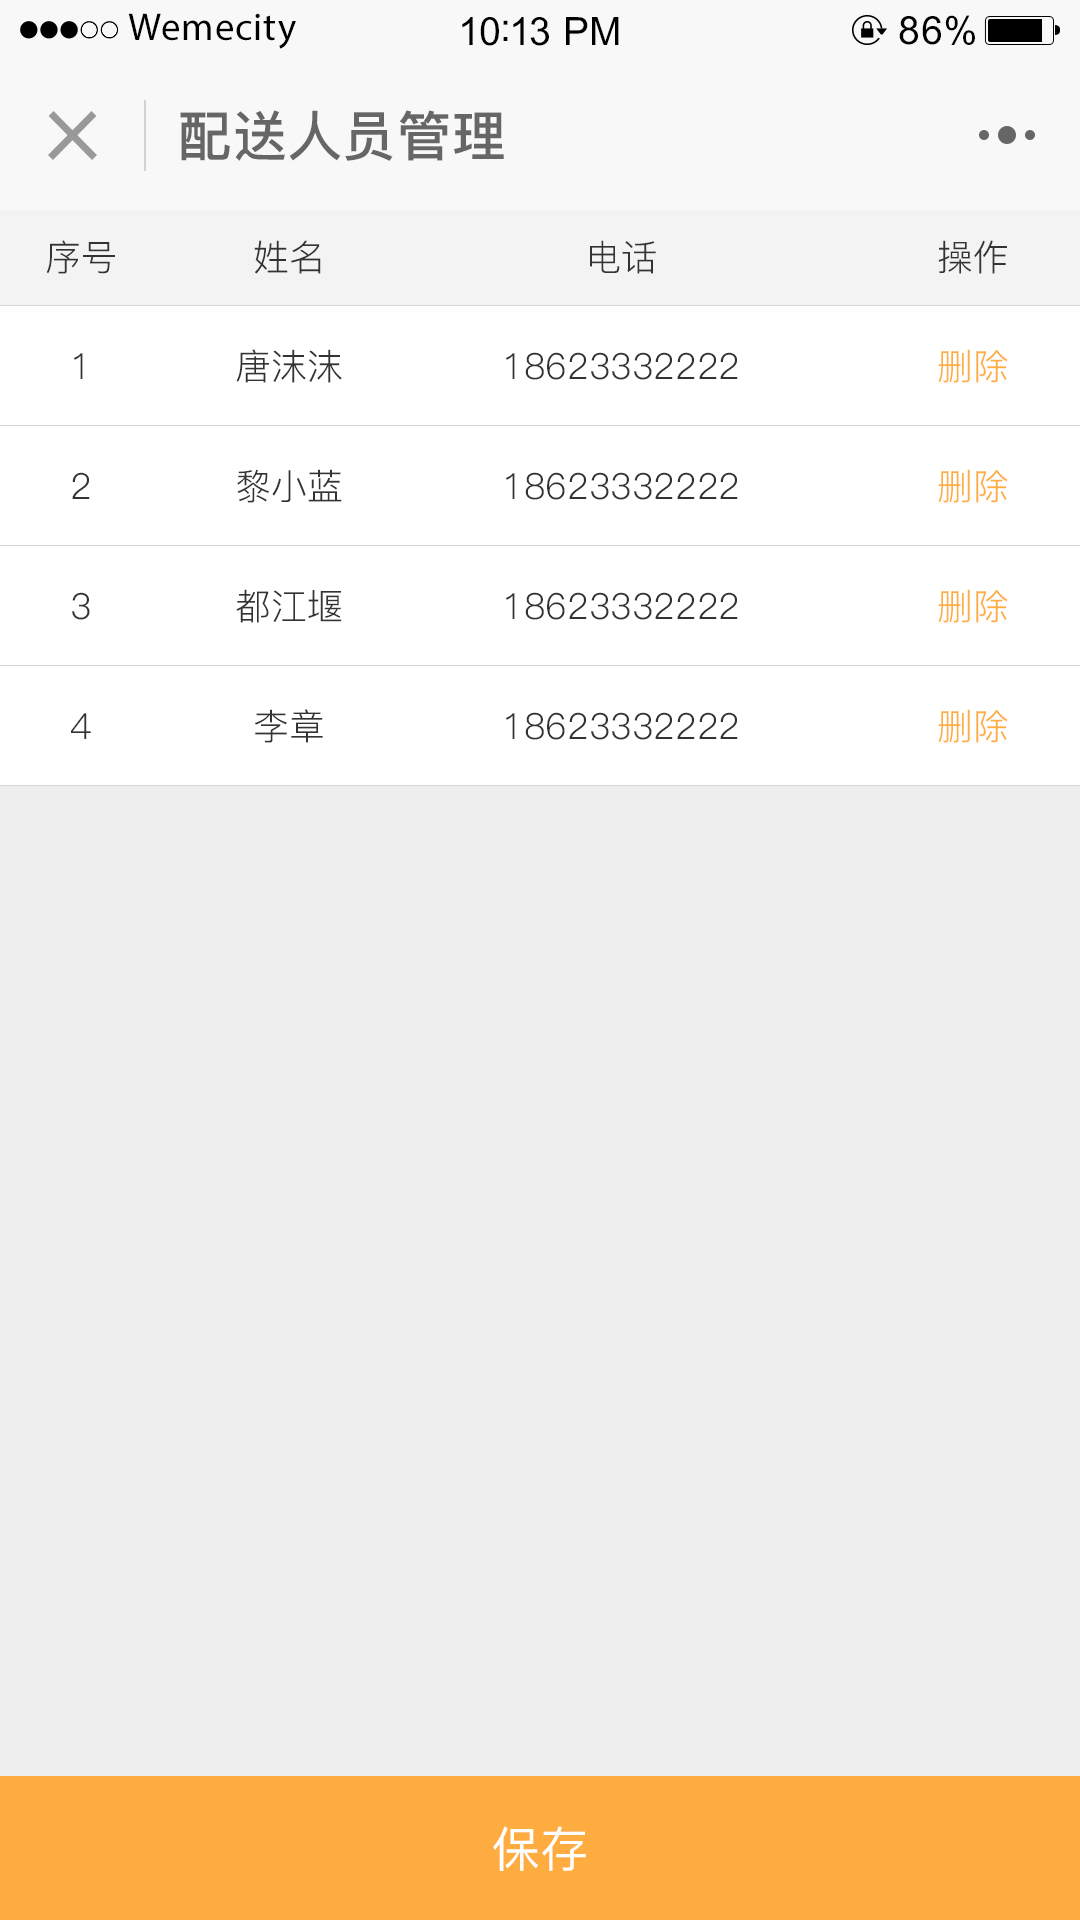 Wemecity 10:13 PM 86%
配送人员管理
序号 姓名 电话 操作
1 唐沫沫 18623332222 删除
2 黎小蓝 18623332222 删除
3 都江堰 18623332222 删除
4 李章 18623332222 删除
保存